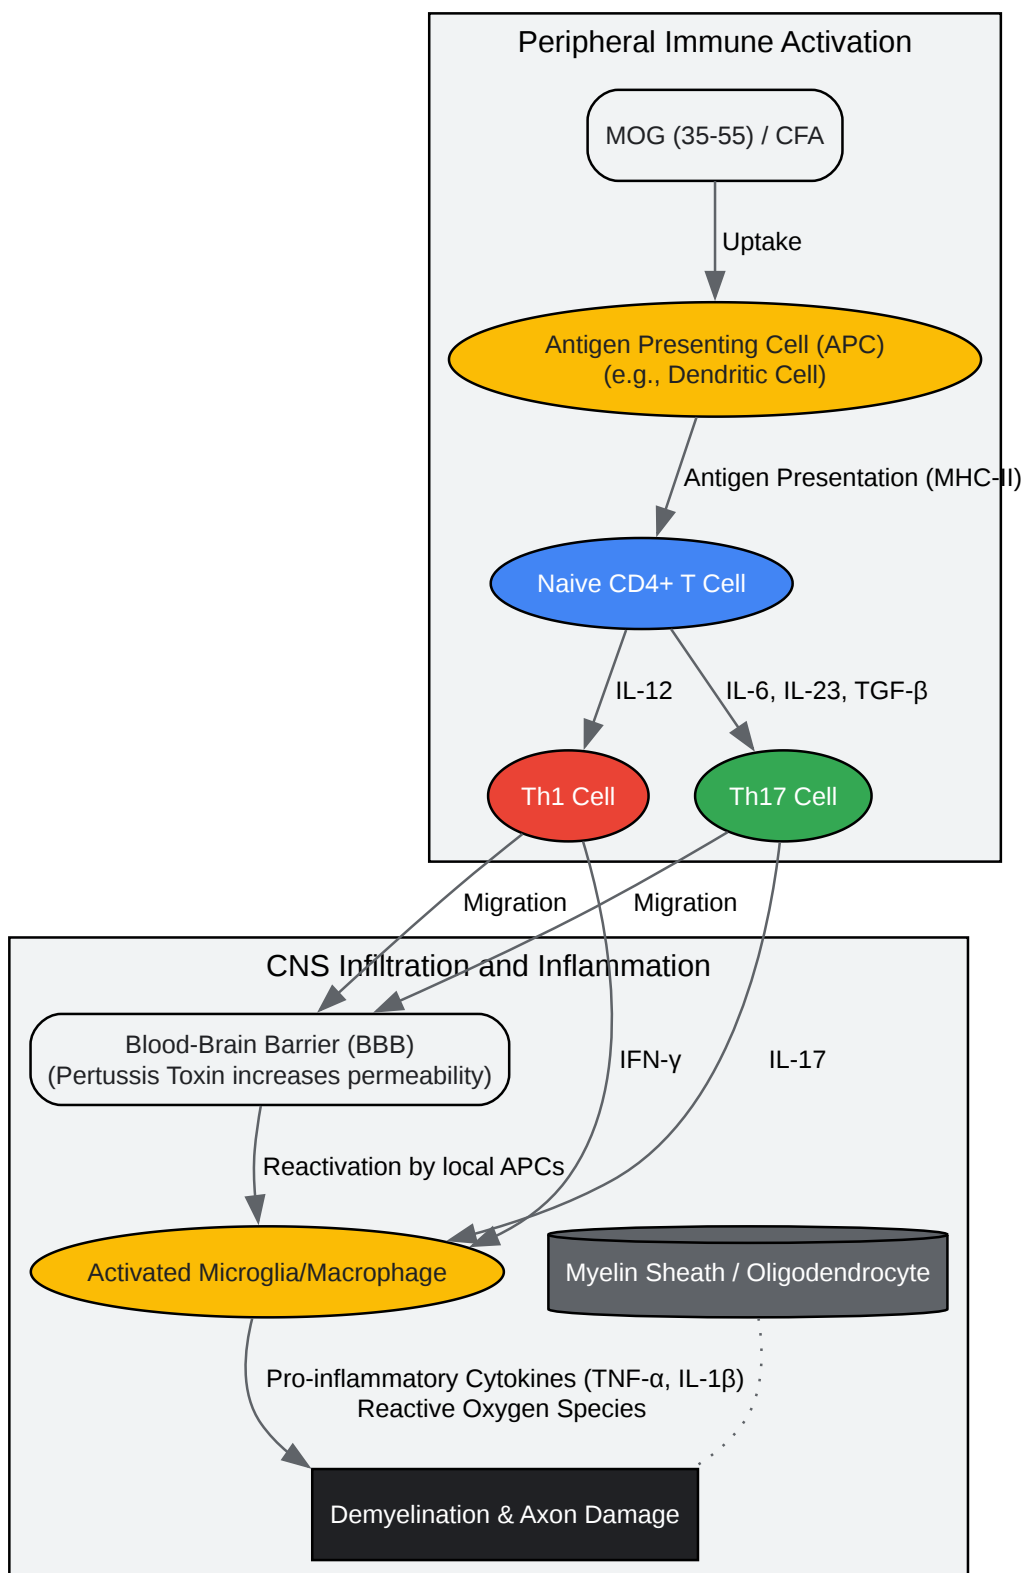 Peripheral Immune Activation
MOG (35-55) / CFA
Uptake
Antigen Presenting Cell (APC)
(e.g., Dendritic Cell)
Antigen Presentation (MHC-II)
Naive CD4+ T Cell
IL-12
IL-6, IL-23, TGF-β
Th1 Cell
Th17 Cell
Migration
Migration
CNS Infiltration and Inflammation
Blood-Brain Barrier (BBB)
(Pertussis Toxin increases permeability)
IFN-γ
IL-17
Reactivation by local APCs
Activated Microglia/Macrophage
Myelin Sheath / Oligodendrocyte
Pro-inflammatory Cytokines (TNF-α, IL-1β)
Reactive Oxygen Species
Demyelination & Axon Damage